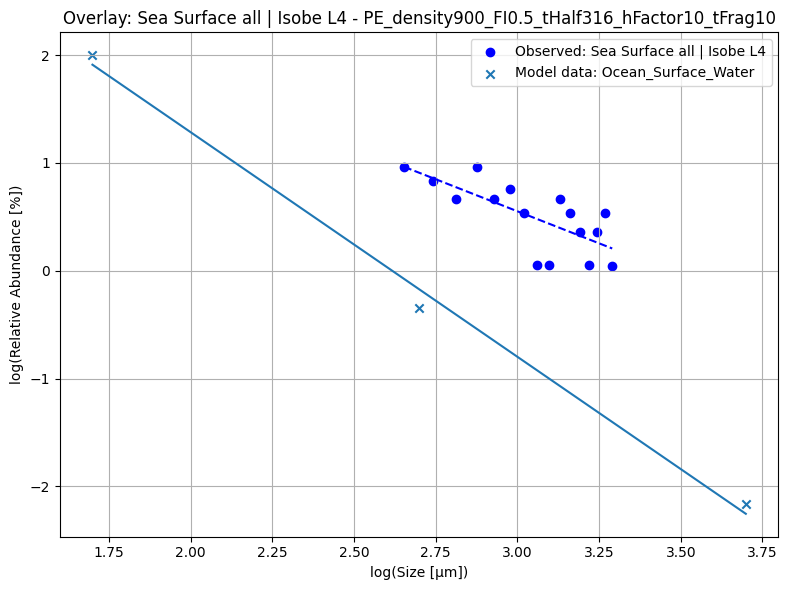 Overlay: Sea Surface all | Isobe L4 - PE_density900_FI0.5_tHalf316_hFactor10_tFrag10
Observed: Sea Surface all | Isobe L4
Model data: Ocean_Surface_Water
log(Relative Abundance [%])
2
1
0
−1
−2
1.75 2.00 2.25 2.50 2.75 3.00 3.25 3.50 3.75
log(Size [µm])